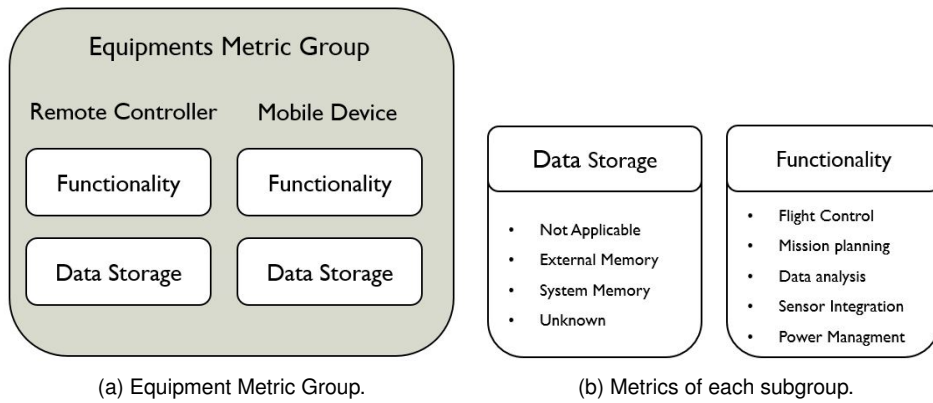 Equipments Metric Group
Remote Controller
Mobile Device
Functionality
Functionality
Data Storage
Data Storage
(a) Equipment Metric Group.
Data Storage
• Not Applicable
• External Memory
• System Memory
• Unknown
Functionality
• Flight Control
• Mission planning
• Data analysis
• Sensor Integration
• Power Managment
(b) Metrics of each subgroup.